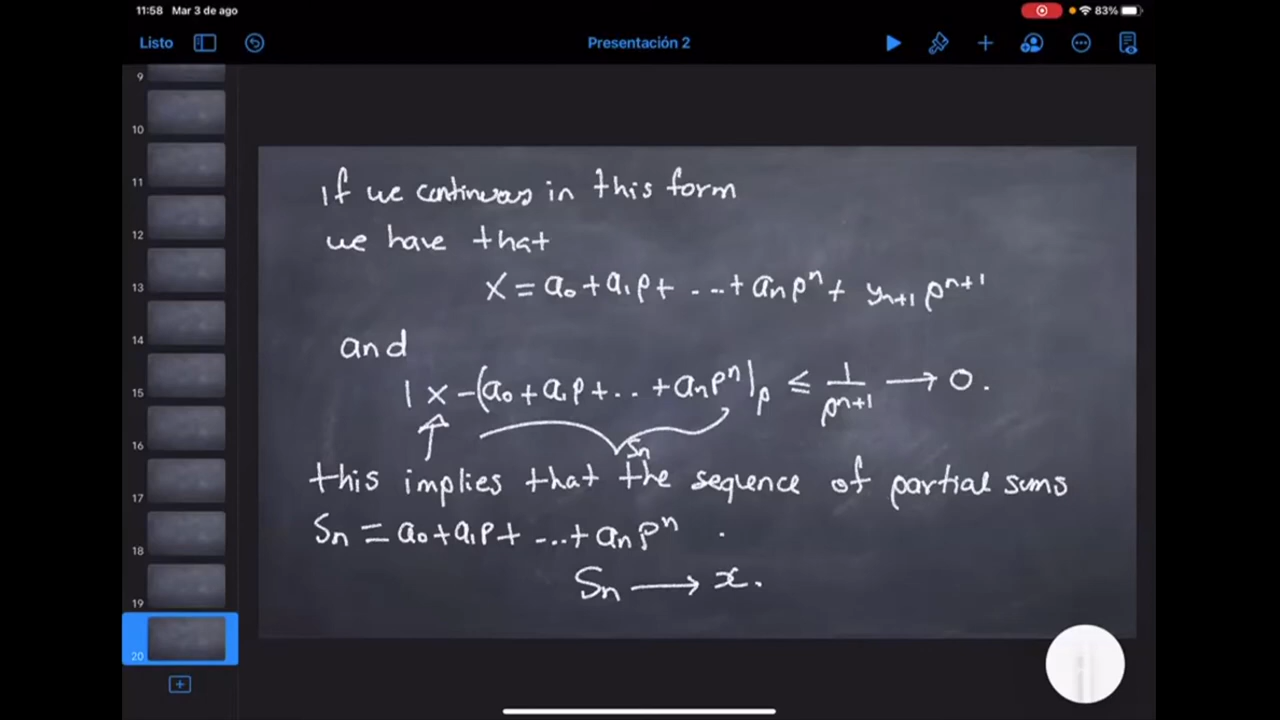 11:58 Mar 3 de ago
83%
Listo
Presentación 2
9
10
11
12
13
14
15
16
17
18
19
20
If we continuos in this form
we have that
x = a₀ + a₁p + ... + aₙpⁿ + yₙ₊₁ pⁿ⁺¹
and
|x - (a₀ + a₁p + ... + aₙpⁿ|ₚ ≤ 1/pⁿ⁺¹ → 0.
Sₙ
this implies that the sequence of partial sums
Sₙ = a₀ + a₁p + ... + aₙpⁿ .
Sₙ → x.